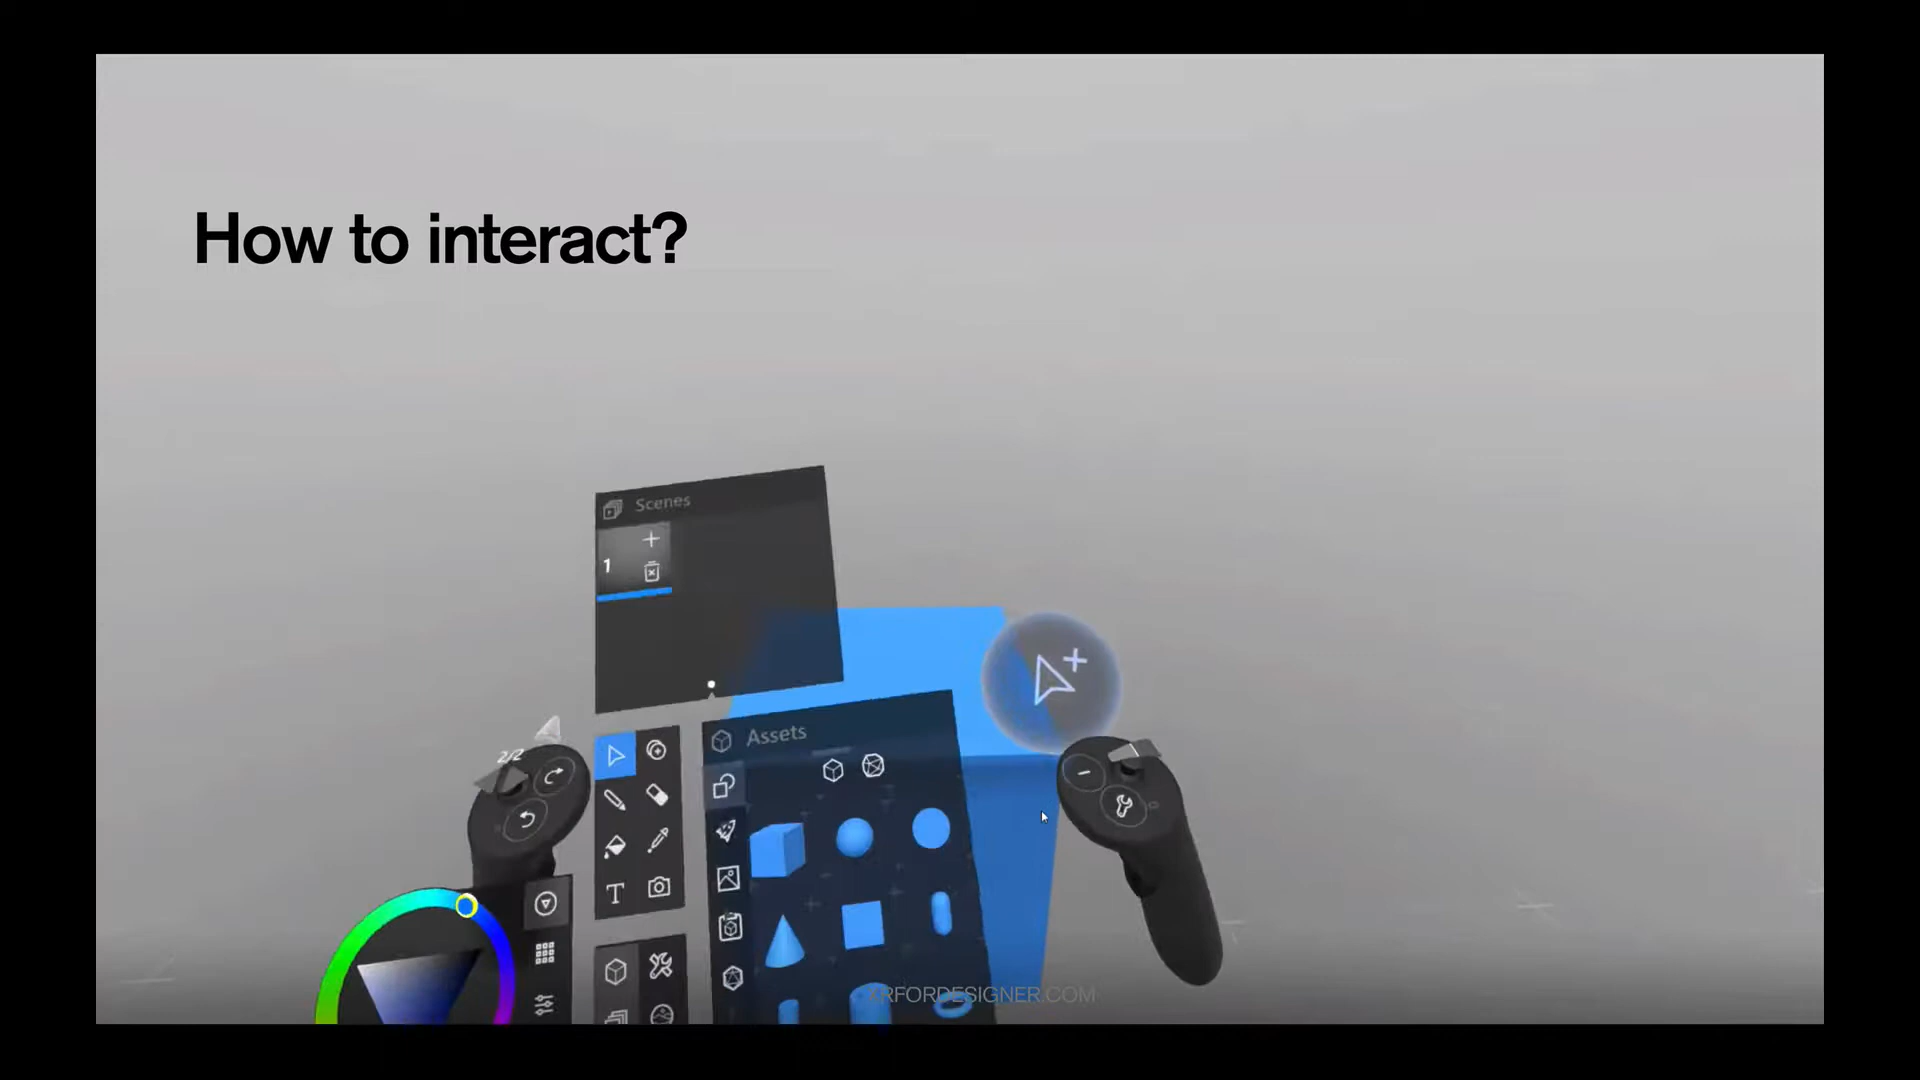 How to interact?
Scenes
1
2/2
Assets
T
XRFORDESIGNER.COM